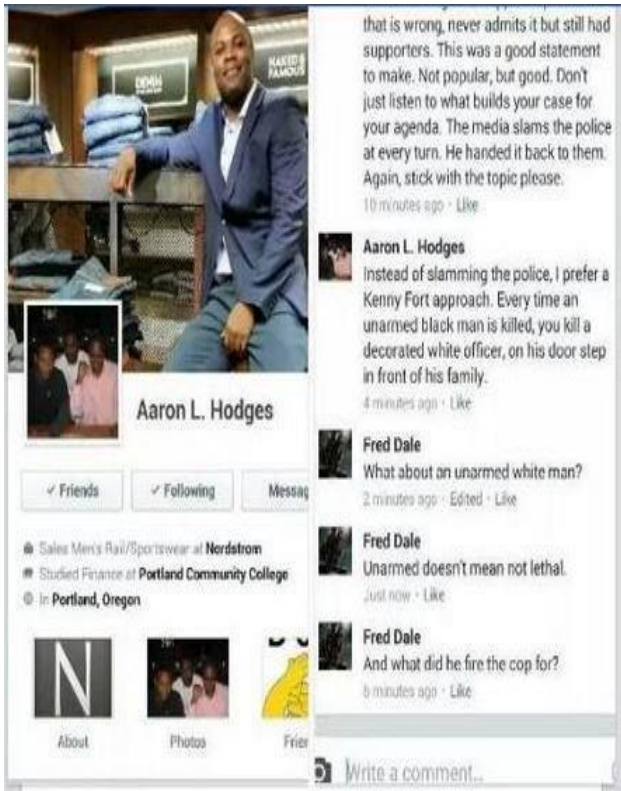 DENIM
NAKED &
FAMOUS
Aaron L. Hodges
✓ Friends
✓ Following
Messag
Sales Men's Rail/Sportswear at Nordstrom
Studied Finance at Portland Community College
In Portland, Oregon
N
About
Photos
Frien
that is wrong, never admits it but still had
supporters. This was a good statement
to make. Not popular, but good. Don't
just listen to what builds your case for
your agenda. The media slams the police
at every turn. He handed it back to them.
Again, stick with the topic please.
10 minutes ago · Like
Aaron L. Hodges
Instead of slamming the police, I prefer a
Kenny Fort approach. Every time an
unarmed black man is killed, you kill a
decorated white officer, on his door step
in front of his family.
4 minutes ago · Like
Fred Dale
What about an unarmed white man?
2 minutes ago · Edited · Like
Fred Dale
Unarmed doesn't mean not lethal.
Just now · Like
Fred Dale
And what did he fire the cop for?
6 minutes ago · Like
Write a comment...